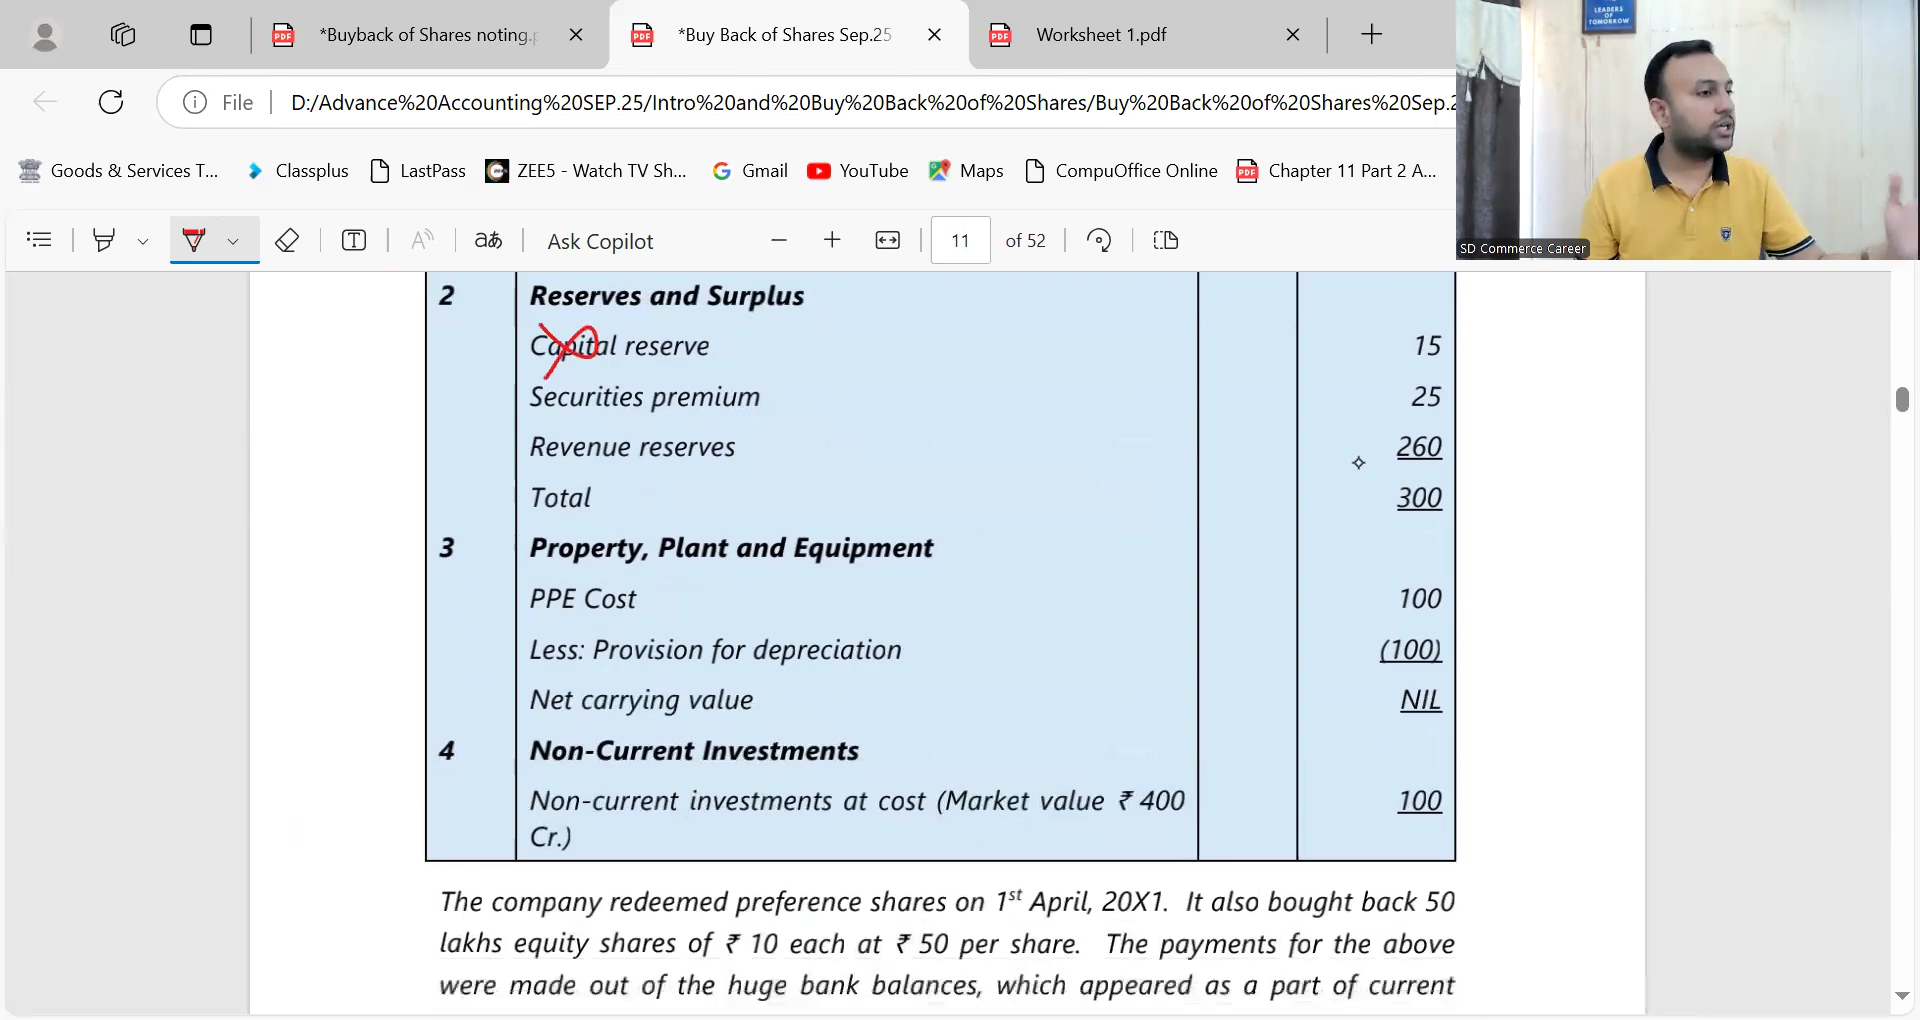 LEADERS
OF
TOMORROW
*Buyback of Shares noting.p
*Buy Back of Shares Sep.25
Worksheet 1.pdf
File
D:/Advance%20Accounting%20SEP.25/Intro%20and%20Buy%20Back%20of%20Shares/Buy%20Back%20of%20Shares%20Sep.2
Goods & Services T...
Classplus
LastPass
ZEE5 - Watch TV Sh...
Gmail
YouTube
Maps
CompuOffice Online
Chapter 11 Part 2 A...
Ask Copilot
11 of 52
SD Commerce Career
2 Reserves and Surplus
Capital reserve 15
Securities premium 25
Revenue reserves 260
Total 300
3 Property, Plant and Equipment
PPE Cost 100
Less: Provision for depreciation (100)
Net carrying value NIL
4 Non-Current Investments
Non-current investments at cost (Market value ₹ 400 100
Cr.)
The company redeemed preference shares on 1st April, 20X1. It also bought back 50
lakhs equity shares of ₹ 10 each at ₹ 50 per share. The payments for the above
were made out of the huge bank balances, which appeared as a part of current